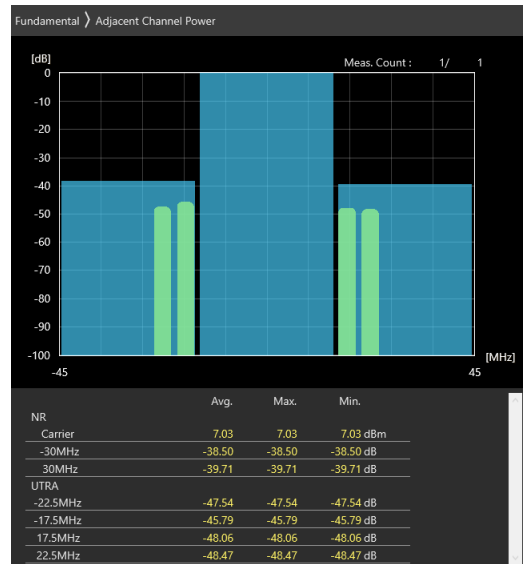 Fundamental 〉 Adjacent Channel Power
[dB]
Meas. Count : 1/ 1
0
-10
-20
-30
-40
-50
-60
-70
-80
-90
-100
[MHz]
-45 45
Avg. Max. Min.
NR
Carrier 7.03 7.03 7.03 dBm
-30MHz -38.50 -38.50 -38.50 dB
30MHz -39.71 -39.71 -39.71 dB
UTRA
-22.5MHz -47.54 -47.54 -47.54 dB
-17.5MHz -45.79 -45.79 -45.79 dB
17.5MHz -48.06 -48.06 -48.06 dB
22.5MHz -48.47 -48.47 -48.47 dB